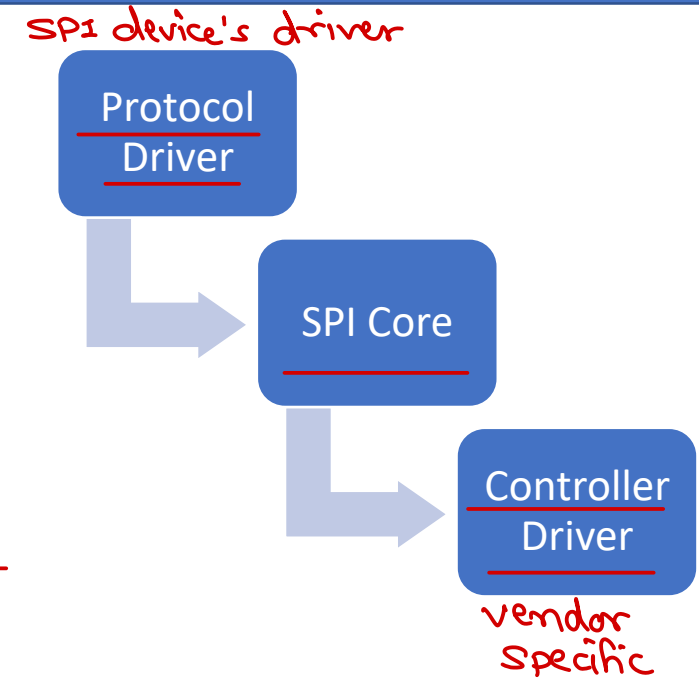 SPI device's driver
Protocol
Driver
SPI Core
Controller
Driver
vendor
specific